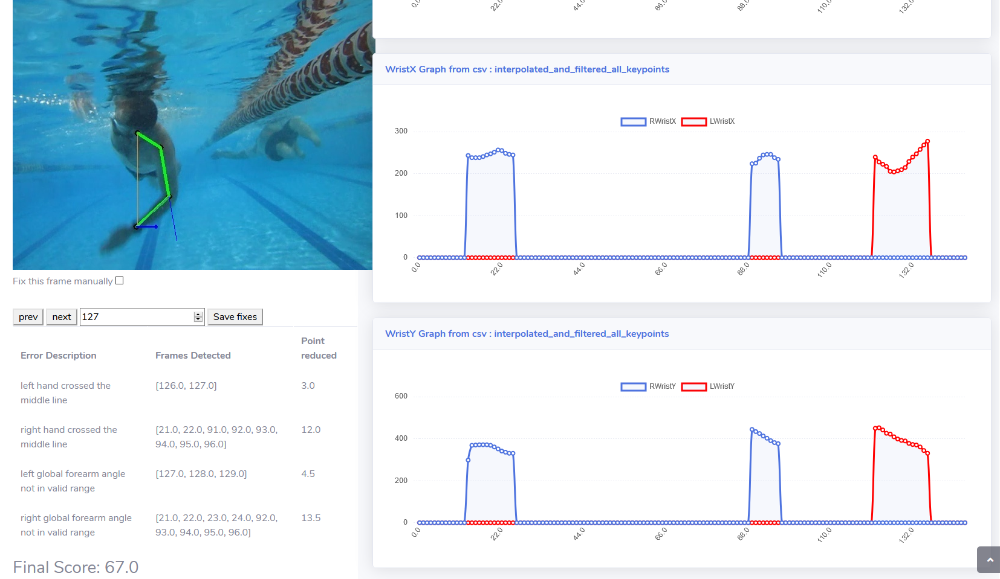 0.0 22.0 44.0 66.0 88.0 110.0 132.0
WristX Graph from csv : interpolated_and_filtered_all_keypoints
RWristX LWristX
300
200
100
0
0.0 22.0 44.0 66.0 88.0 110.0 132.0
Fix this frame manually
prev next 127 Save fixes
Error Description Frames Detected Point
reduced
left hand crossed the
middle line
[126.0, 127.0] 3.0
right hand crossed the
middle line
[21.0, 22.0, 91.0, 92.0, 93.0,
94.0, 95.0, 96.0]
12.0
left global forearm angle
not in valid range
[127.0, 128.0, 129.0] 4.5
right global forearm angle
not in valid range
[21.0, 22.0, 23.0, 24.0, 92.0,
93.0, 94.0, 95.0, 96.0]
13.5
Final Score: 67.0
WristY Graph from csv : interpolated_and_filtered_all_keypoints
RWristY LWristY
600
400
200
0
0.0 22.0 44.0 66.0 88.0 110.0 132.0